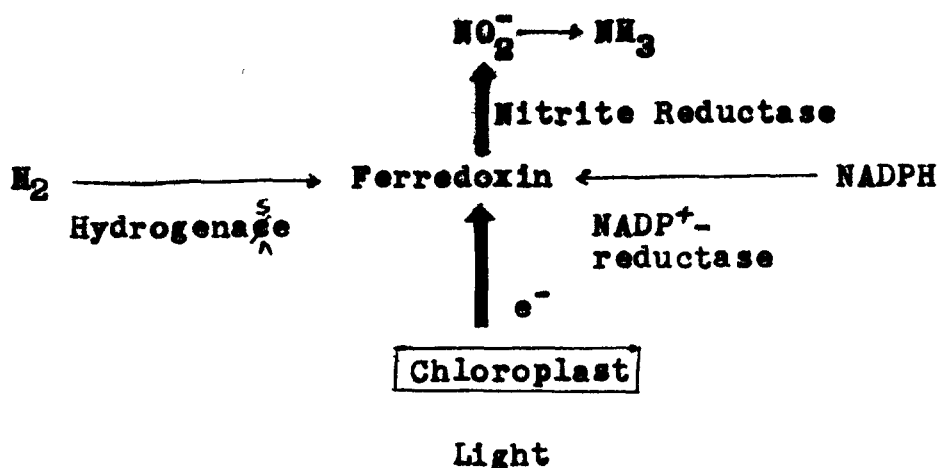 NO₂⁻ → NH₃
Nitrite Reductase
H₂ → Ferredoxin ← NADPH
Hydrogenase
NADP⁺-
reductase
e⁻
Chloroplast
Light